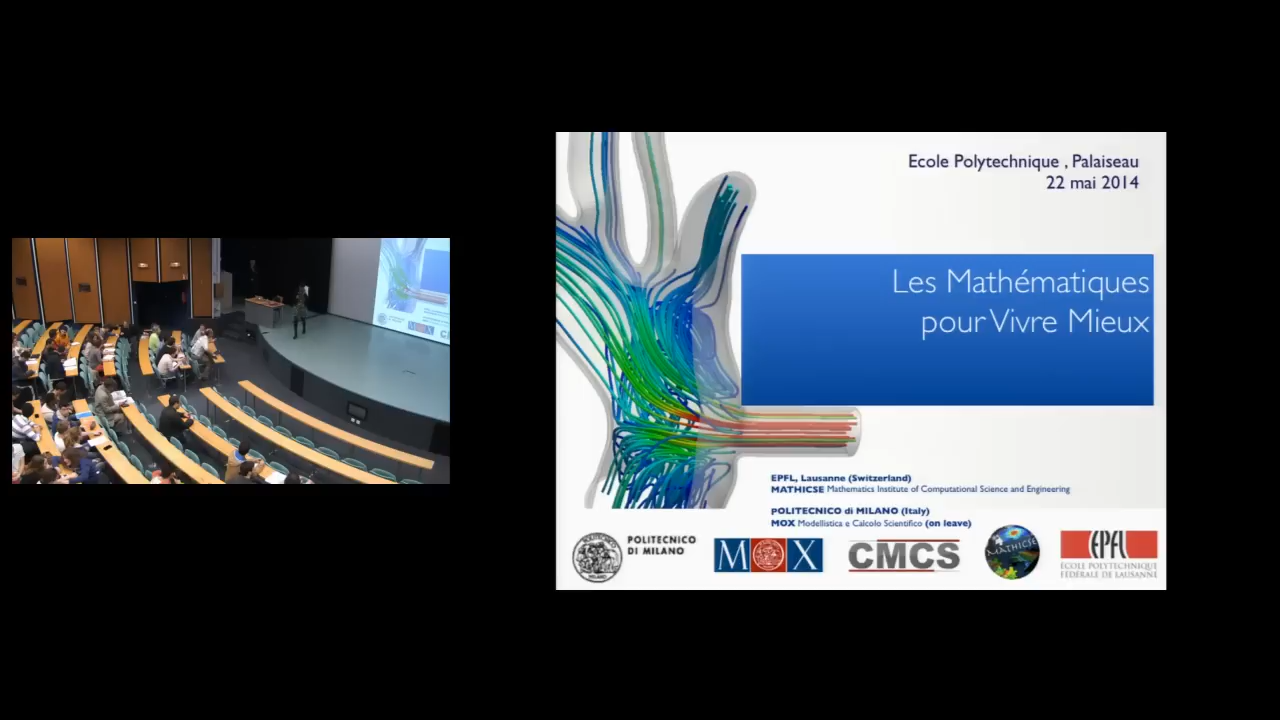 Ecole Polytechnique , Palaiseau
22 mai 2014
Les Mathématiques
pour Vivre Mieux
EPFL, Lausanne (Switzerland)
MATHICSE Mathematics Institute of Computational Science and Engineering
POLITECNICO di MILANO (Italy)
MOX Modellistica e Calcolo Scientifico (on leave)
POLITECNICO
DI MILANO
MOX
CMCS
MATHICSE
EPFL
ECOLE POLYTECHNIQUE
FÉDÉRALE DE LAUSANNE